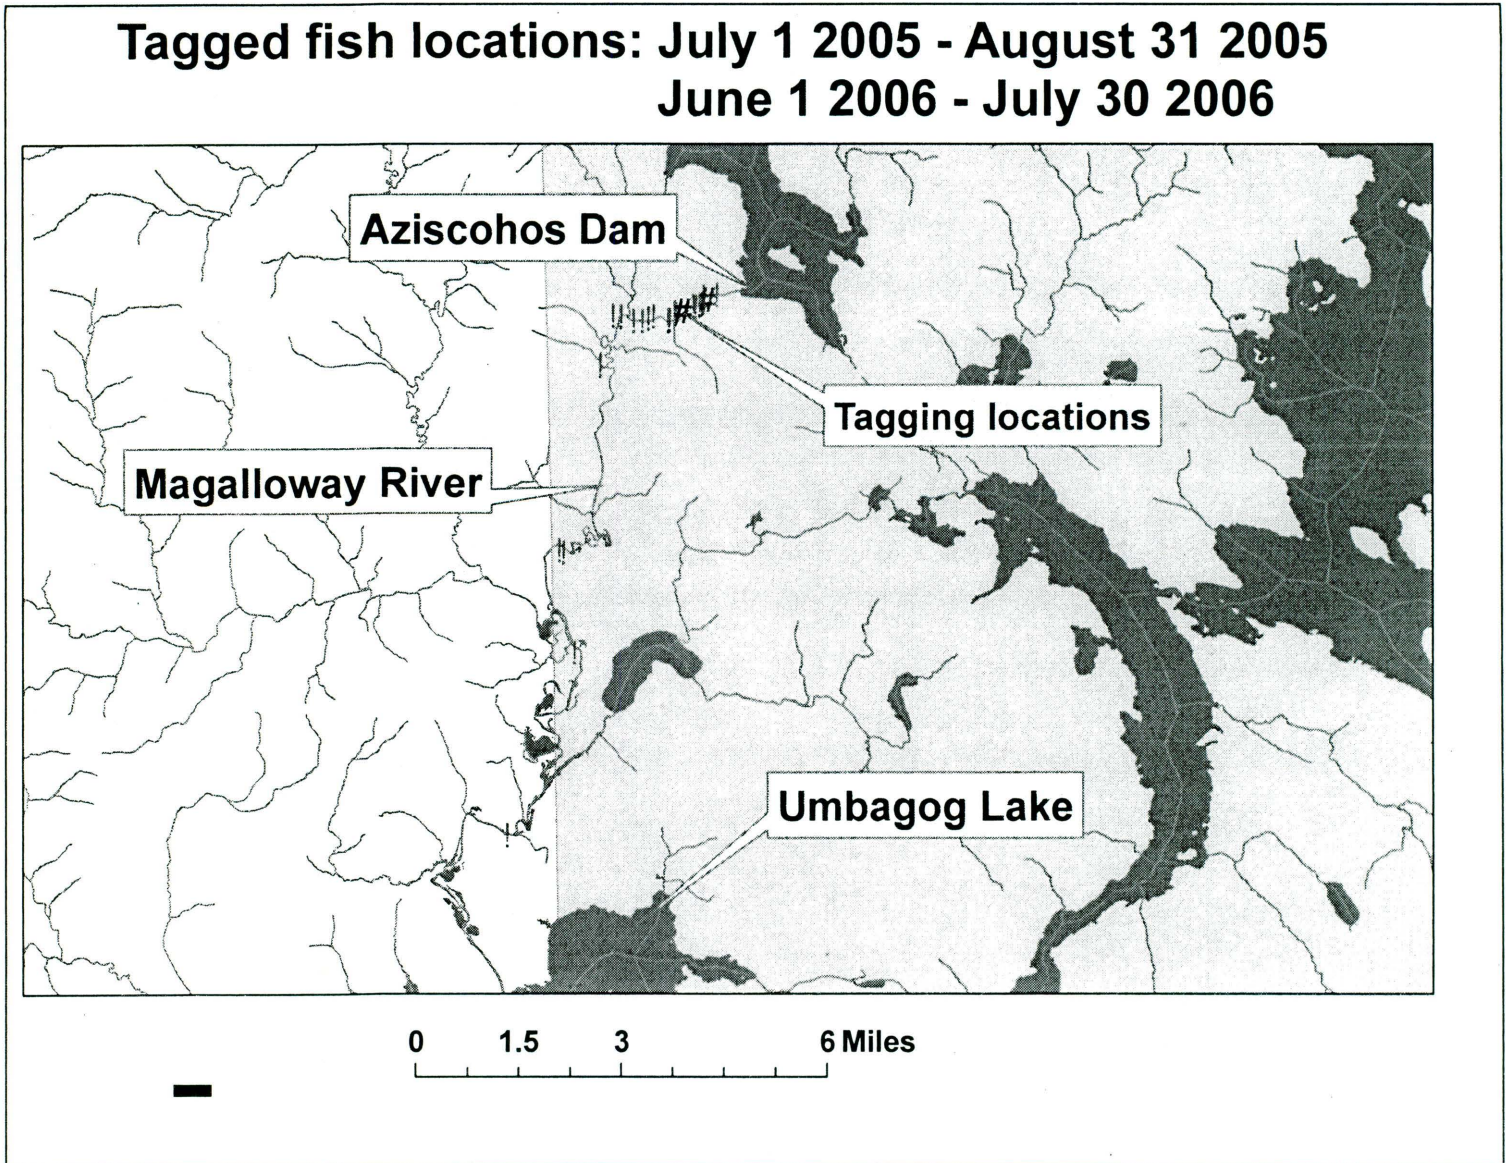 Tagged fish locations: July 1 2005 - August 31 2005
June 1 2006 - July 30 2006
Aziscohos Dam
Tagging locations
Magalloway River
Umbagog Lake
0 1.5 3 6 Miles